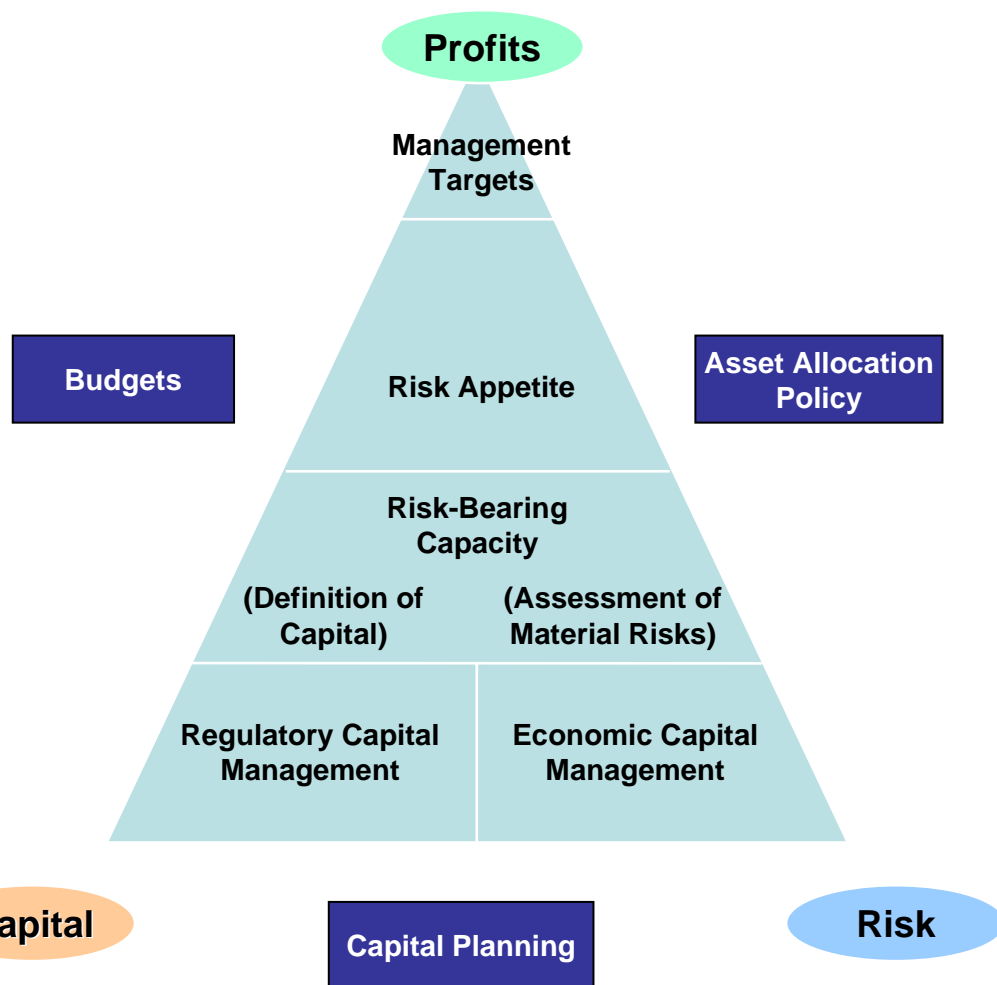 Profits
Management
Targets
Budgets
Risk Appetite
Asset Allocation
Policy
Risk-Bearing
Capacity
(Definition of
Capital)
(Assessment of
Material Risks)
Regulatory Capital
Management
Economic Capital
Management
apital
Capital Planning
Risk